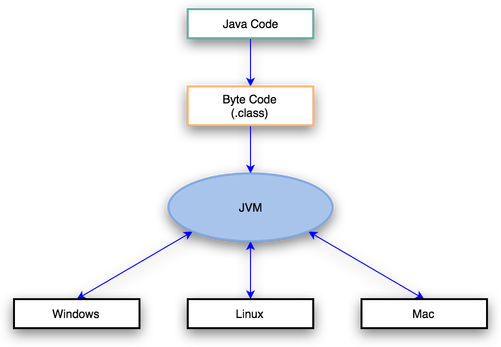 Java Code
Byte Code
(.class)
JVM
Windows
Linux
Mac